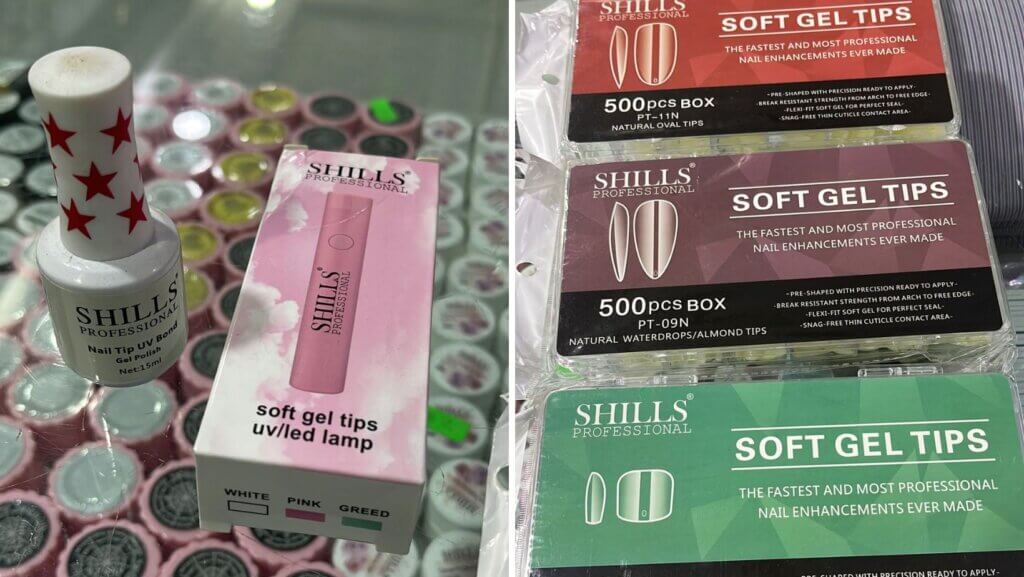 SHILLS®
PROFESSIONAL
Nail Tip UV Bond
Gel Polish
Net:15ml
SHILLS®
PROFESSIONAL
SHILLS®
PROFESSIONAL
soft gel tips
uv/led lamp
WHITE PINK GREED
SHILLS
PROFESSIONAL
SOFT GEL TIPS
THE FASTEST AND MOST PROFESSIONAL
NAIL ENHANCEMENTS EVER MADE
500pcs BOX
PT-11N
NATURAL OVAL TIPS
-PRE-SHAPED WITH PRECISION READY TO APPLY-
-BREAK RESISTANT STRENGTH FROM ARCH TO FREE EDGE-
-FLEXI-FIT SOFT GEL FOR PERFECT SEAL-
-SNAG-FREE THIN CUTICLE CONTACT AREA-
SHILLS®
PROFESSIONAL
SOFT GEL TIPS
THE FASTEST AND MOST PROFESSIONAL
NAIL ENHANCEMENTS EVER MADE
500pcs BOX
PT-09N
NATURAL WATERDROPS/ALMOND TIPS
-PRE-SHAPED WITH PRECISION READY TO APPLY-
-BREAK RESISTANT STRENGTH FROM ARCH TO FREE EDGE-
-FLEXI-FIT SOFT GEL FOR PERFECT SEAL-
-SNAG-FREE THIN CUTICLE CONTACT AREA-
SHILLS®
PROFESSIONAL
SOFT GEL TIPS
THE FASTEST AND MOST PROFESSIONAL
NAIL ENHANCEMENTS EVER MADE
-PRE-SHAPED WITH PRECISION READY TO APPLY-